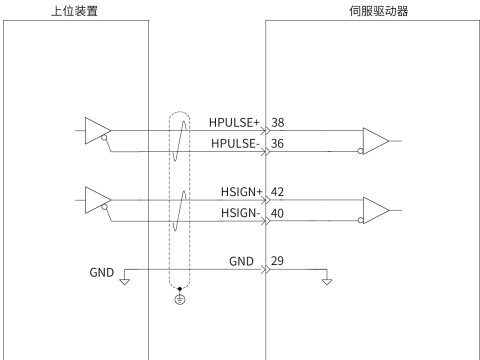 上位装置 伺服驱动器
HPULSE+ 38
HPULSE- 36
HSIGN+ 42
HSIGN- 40
GND GND 29